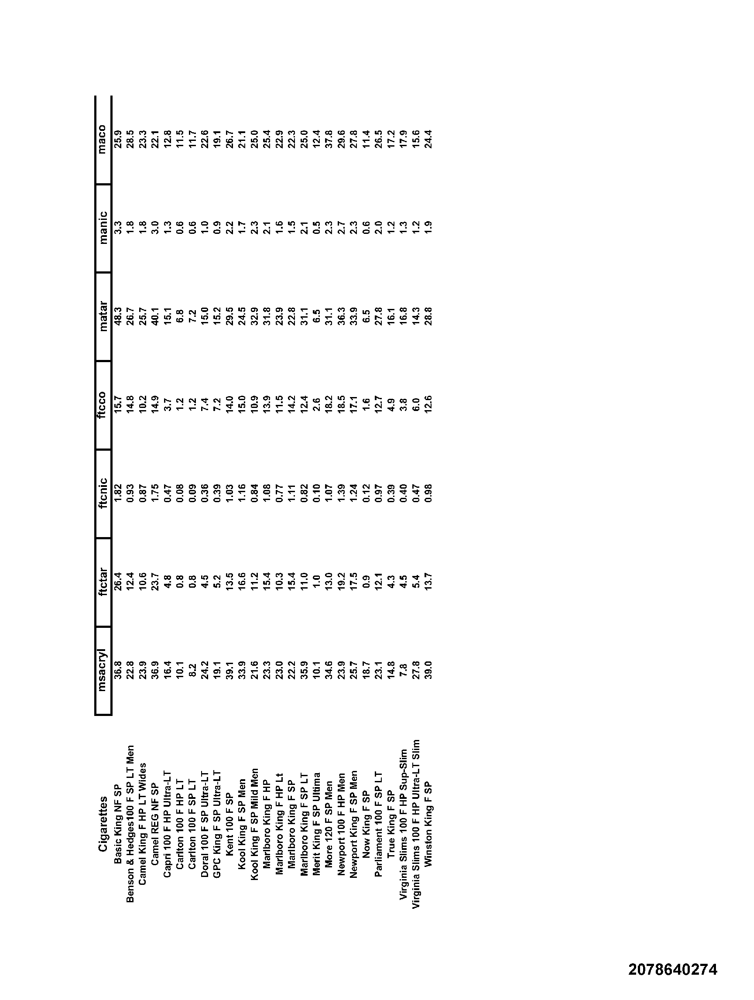 Cigarettes msacryl ftctar ftcnic ftcco matar manic maco
Basic King NF SP 36.8 26.4 1.82 15.7 48.3 3.3 25.9
Benson & Hedges100 F SP LT Men 22.8 12.4 0.93 14.8 26.7 1.8 28.5
Camel King F HP LT Wides 23.9 10.6 0.87 10.2 25.7 1.8 23.3
Camel REG NF SP 36.9 23.7 1.75 14.9 40.1 3.0 22.1
Capri 100 F HP Ultra-LT 16.4 4.8 0.47 3.7 15.1 1.3 12.8
Carlton 100 F HP LT 10.1 0.8 0.08 1.2 6.8 0.6 11.5
Carlton 100 F SP LT 8.2 0.8 0.09 1.2 7.2 0.6 11.7
Doral 100 F SP Ultra-LT 24.2 4.5 0.36 7.4 15.0 1.0 22.6
GPC King F SP Ultra-LT 19.1 5.2 0.39 7.2 15.2 0.9 19.1
Kent 100 F SP 39.1 13.5 1.03 14.0 29.5 2.2 26.7
Kool King F SP Men 33.9 16.6 1.16 15.0 24.5 1.7 21.1
Kool King F SP Mild Men 21.6 11.2 0.84 10.9 32.9 2.3 25.0
Marlboro King F HP 23.3 15.4 1.08 13.9 31.8 2.1 25.4
Marlboro King F HP Lt 23.0 10.3 0.77 11.5 23.9 1.6 22.9
Marlboro King F SP 22.2 15.4 1.11 14.2 22.8 1.5 22.3
Marlboro King F SP LT 35.9 11.0 0.82 12.4 31.1 2.1 25.0
Merit King F SP Ultima 10.1 1.0 0.10 2.6 6.5 0.5 12.4
More 120 F SP Men 34.6 13.0 1.07 18.2 31.1 2.3 37.8
Newport 100 F HP Men 23.9 19.2 1.39 18.5 36.3 2.7 29.6
Newport King F SP Men 25.7 17.5 1.24 17.1 33.9 2.3 27.8
Now King F SP 18.7 0.9 0.12 1.6 6.5 0.6 11.4
Parliament 100 F SP LT 23.1 12.1 0.97 12.7 27.8 2.0 26.5
True King F SP 14.8 4.3 0.39 4.9 16.1 1.2 17.2
Virginia Slims 100 F HP Sup-Slim 7.8 4.5 0.40 3.8 16.8 1.3 17.9
Virginia Slims 100 F HP Ultra-LT Slim 27.8 5.4 0.47 6.0 14.3 1.2 15.6
Winston King F SP 39.0 13.7 0.98 12.6 28.8 1.9 24.4
2078640274